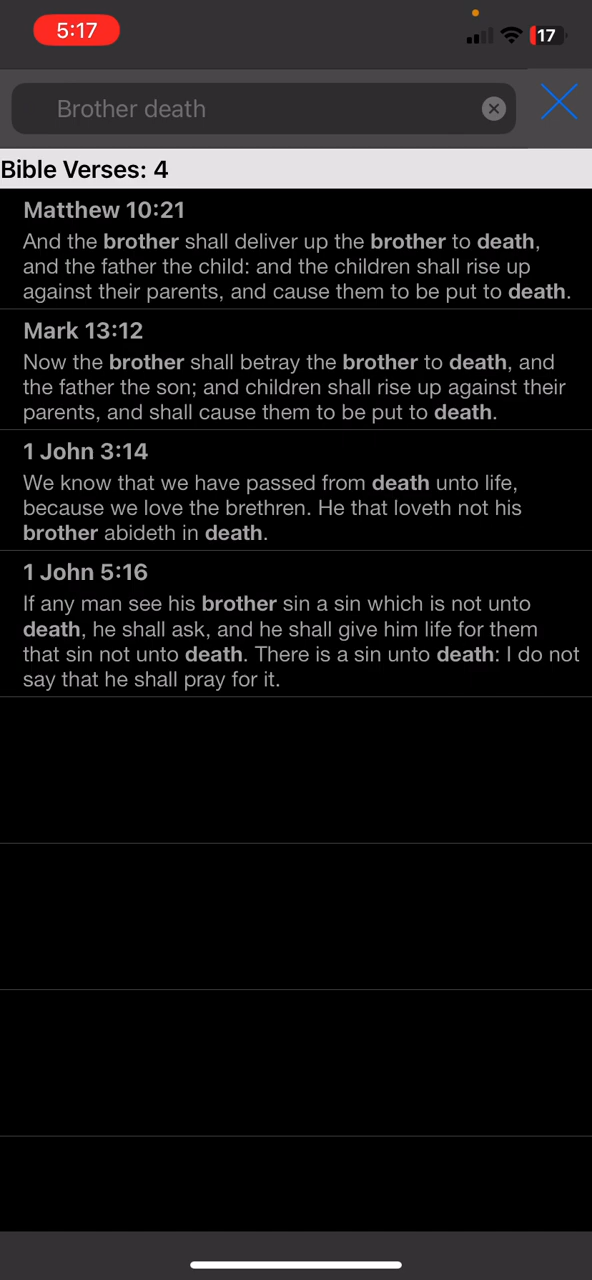 5:17
17
Brother death
Bible Verses: 4
Matthew 10:21
And the brother shall deliver up the brother to death,
and the father the child: and the children shall rise up
against their parents, and cause them to be put to death.
Mark 13:12
Now the brother shall betray the brother to death, and
the father the son; and children shall rise up against their
parents, and shall cause them to be put to death.
1 John 3:14
We know that we have passed from death unto life,
because we love the brethren. He that loveth not his
brother abideth in death.
1 John 5:16
If any man see his brother sin a sin which is not unto
death, he shall ask, and he shall give him life for them
that sin not unto death. There is a sin unto death: I do not
say that he shall pray for it.